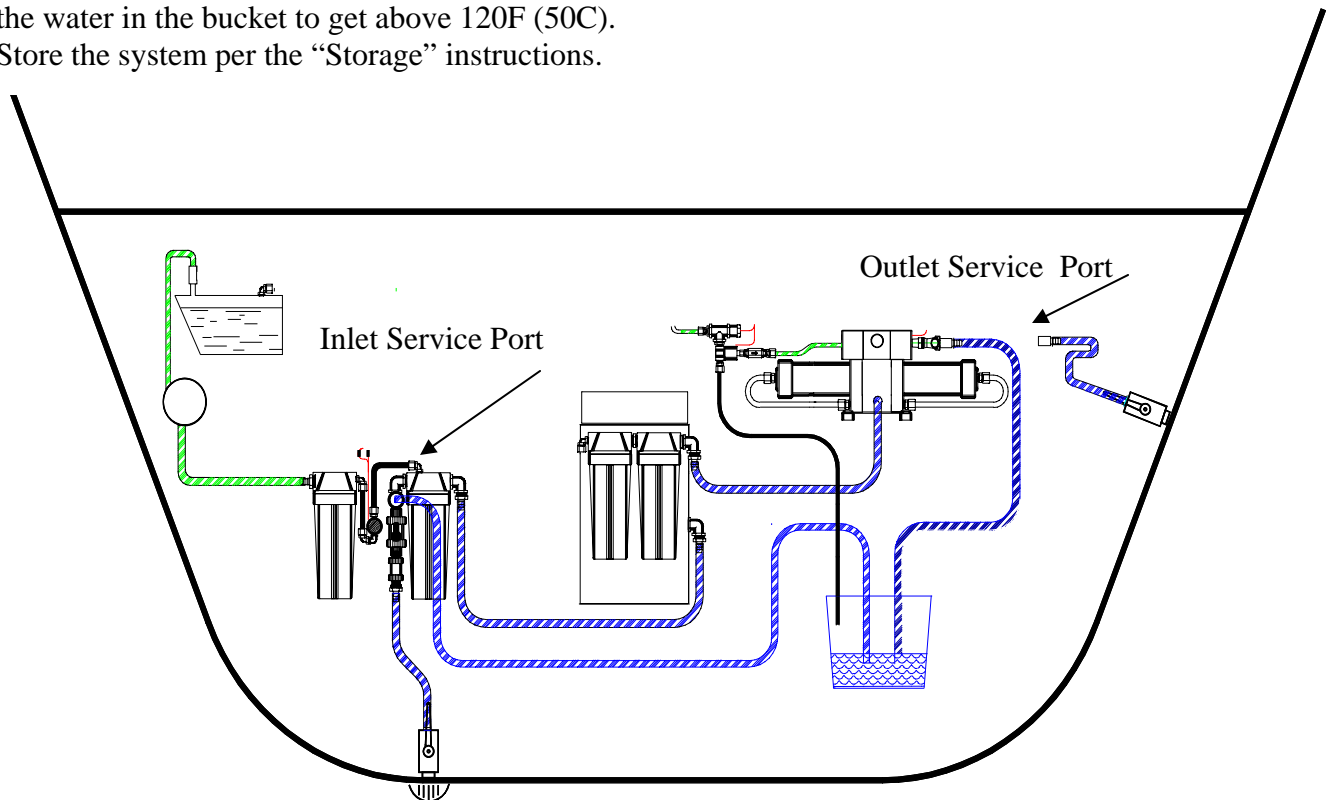 the water in the bucket to get above 120F (50C).
Store the system per the “Storage” instructions.
Outlet Service Port
Inlet Service Port